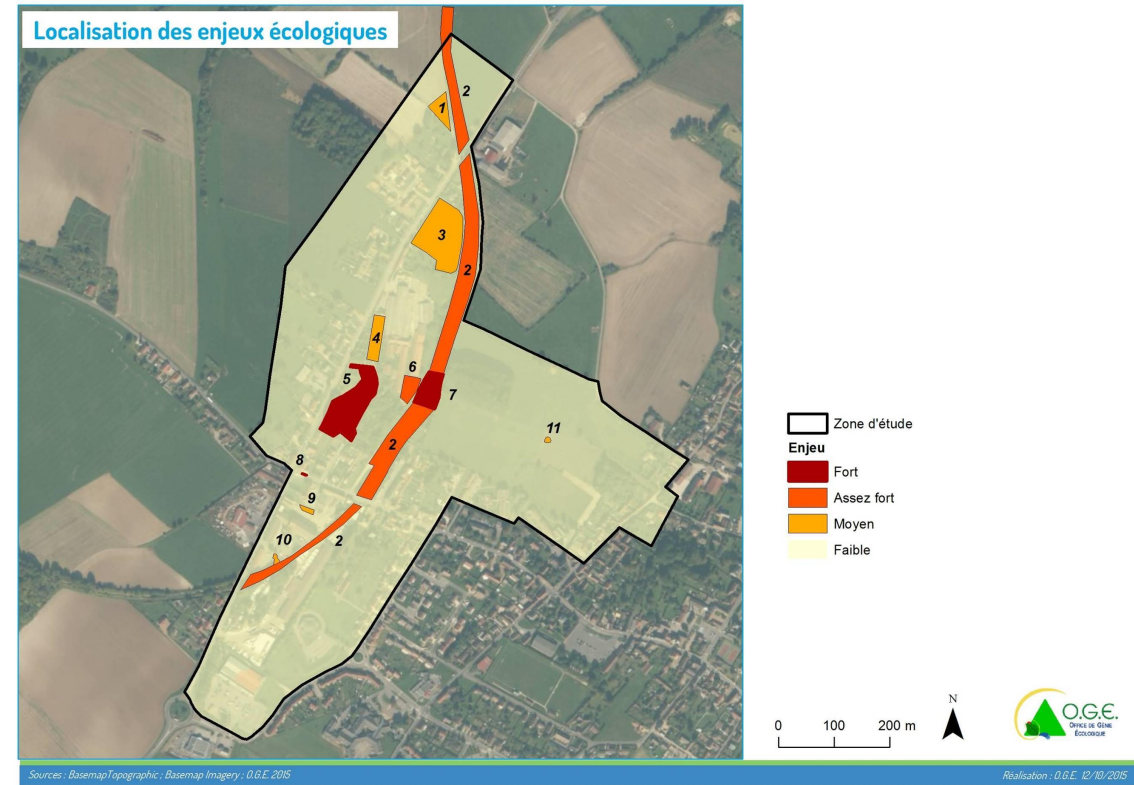 Localisation des enjeux écologiques
2
1
3
2
4
6
5
7
11
2
8
9
10
2
Zone d'étude
Enjeu
Fort
Assez fort
Moyen
Faible
0 100 200 m
N
O.G.E.
OFFICE DE GÉNIE
ÉCOLOGIQUE
Sources : BasemapTopographic ; Basemap Imagery ; O.G.E. 2015
Réalisation : O.G.E. 12/10/2015